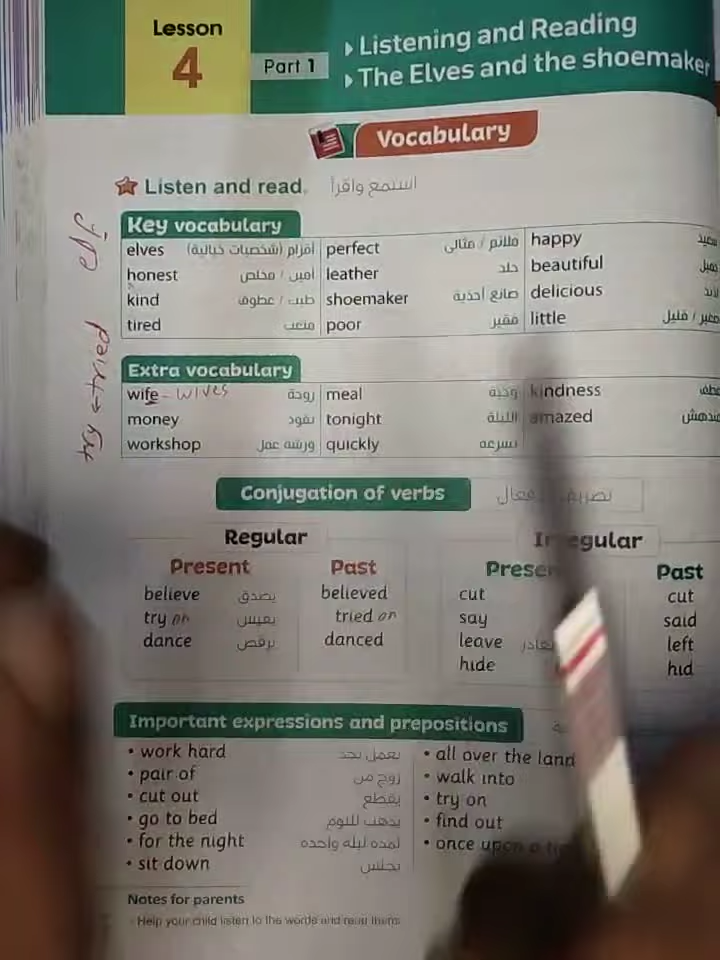 Lesson
4
Part 1
Listening and Reading
The Elves and the shoemaker
Vocabulary
Listen and read.
استمع واقرأ
Key vocabulary
elves أقزام (شخصيات خيالية) perfect ملائم / مثالى happy
honest أمين / مخلص leather جلد beautiful
kind طيب / عطوف shoemaker صانع أحذية delicious
tired متعب poor فقير little صغير / قليل
Extra vocabulary
wife - wives زوجة meal وجبة kindness
money نقود tonight الليلة amazed
workshop ورشة عمل quickly بسرعة
try → tried
Conjugation of verbs
Regular Irregular
Present Past Present Past
believe يصدق believed cut cut
try on يقيس tried on say said
dance يرقص danced leave يغادر left
hide hid
Important expressions and prepositions
• work hard يعمل بجد • all over the land
• pair of زوج من • walk into
• cut out يقطع • try on
• go to bed يذهب للنوم • find out
• for the night لمدة ليلة واحدة • once upon a
• sit down يجلس
Notes for parents
- Help your child listen to the words and read them.